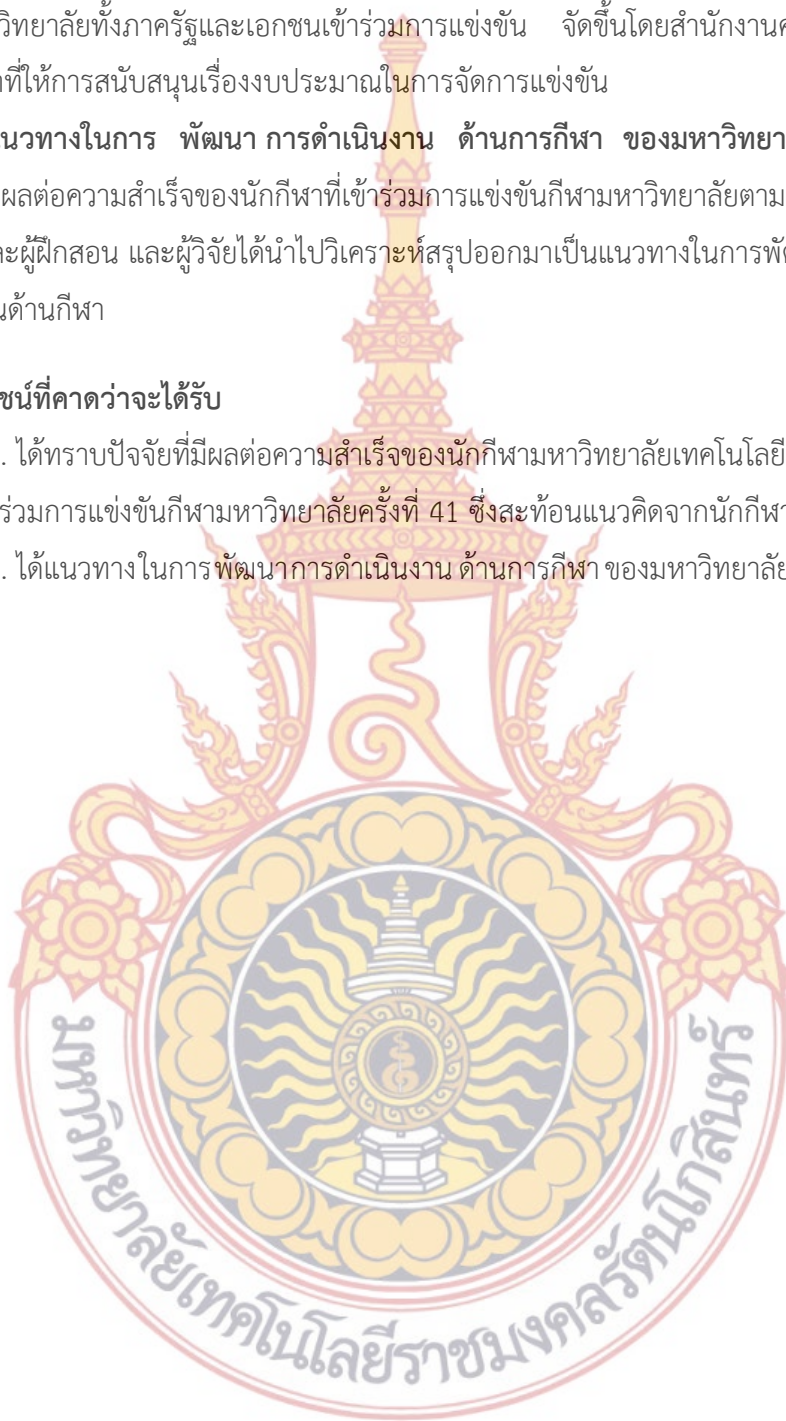 วิทยาลัยทั้งภาครัฐและเอกชนเข้าร่วมการแข่งขัน จัดขึ้นโดยสำนักงานค
ที่ให้การสนับสนุนเรื่องงบประมาณในการจัดการแข่งขัน
นวทางในการ พัฒนา การดำเนินงาน ด้านการกีฬา ของมหาวิทยา
ผลต่อความสำเร็จของนักกีฬาที่เข้าร่วมการแข่งขันกีฬามหาวิทยาลัยตาม
ละผู้ฝึกสอน และผู้วิจัยได้นำไปวิเคราะห์สรุปออกมาเป็นแนวทางในการพั
นด้านกีฬา
ชน์ที่คาดว่าจะได้รับ
. ได้ทราบปัจจัยที่มีผลต่อความสำเร็จของนักกีฬามหาวิทยาลัยเทคโนโลยี
ร่วมการแข่งขันกีฬามหาวิทยาลัยครั้งที่ 41 ซึ่งสะท้อนแนวคิดจากนักกีฬา
. ได้แนวทางในการพัฒนาการดำเนินงาน ด้านการกีฬา ของมหาวิทยาลัย
มหาวิทยาลัยเทคโนโลยีราชมงคลรัตนโกสินทร์